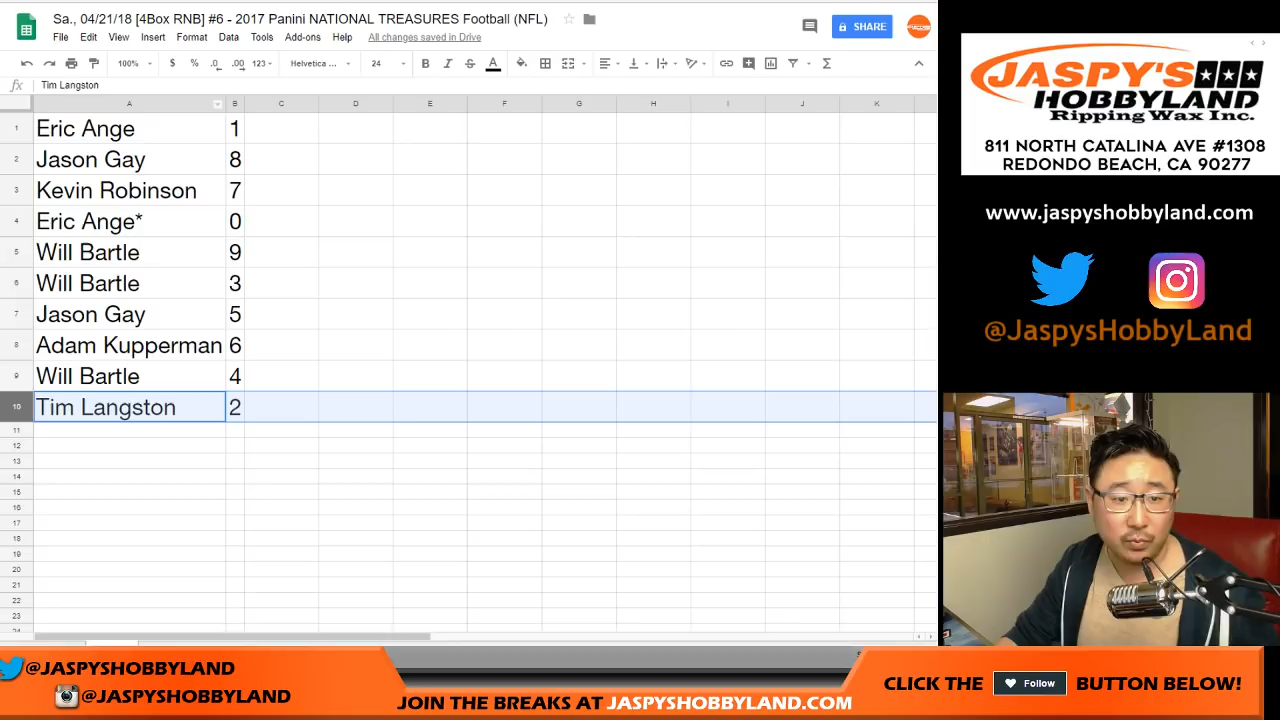 Sa., 04/21/18 [4Box RNB] #6 - 2017 Panini NATIONAL TREASURES Football (NFL)
File Edit View Insert Format Data Tools Add-ons Help All changes saved in Drive
SHARE
100% $ % .0 .00 123 Helvetica ... 24 B I S A Σ
fx Tim Langston
A B C D E F G H I J K
1 Eric Ange 1
2 Jason Gay 8
3 Kevin Robinson 7
4 Eric Ange* 0
5 Will Bartle 9
6 Will Bartle 3
7 Jason Gay 5
8 Adam Kupperman 6
9 Will Bartle 4
10 Tim Langston 2
11
12
13
14
15
16
17
18
19
20
21
22
23
JASPY'S
HOBBYLAND
Ripping Wax Inc.
811 NORTH CATALINA AVE #1308
REDONDO BEACH, CA 90277
www.jaspyshobbyland.com
@JaspysHobbyLand
@JASPYSHOBBYLAND
@JASPYSHOBBYLAND
JOIN THE BREAKS AT JASPYSHOBBYLAND.COM
CLICK THE Follow BUTTON BELOW!